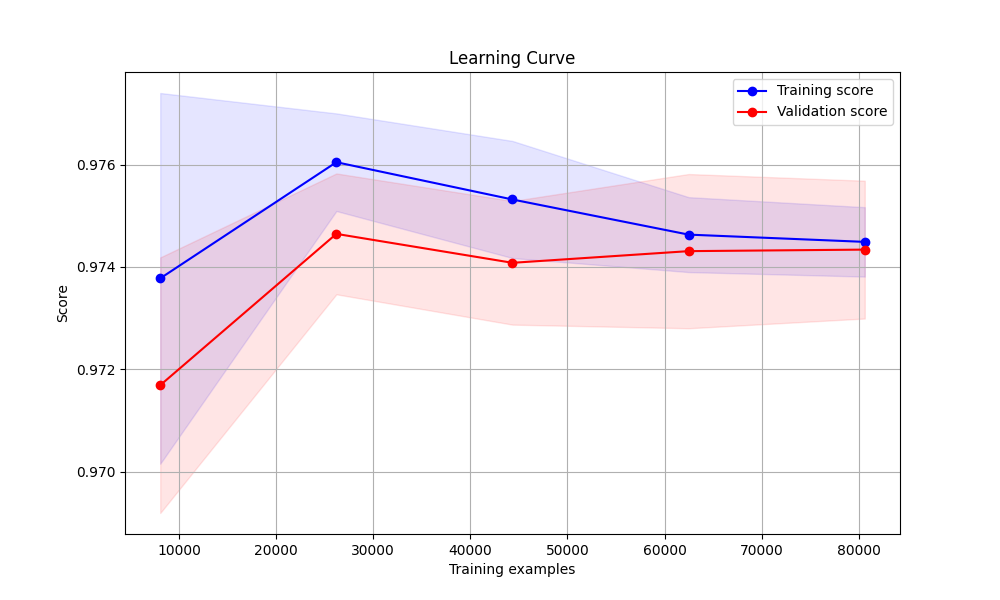 Learning Curve
Training score
Validation score
0.976
0.974
0.972
0.970
Score
10000 20000 30000 40000 50000 60000 70000 80000
Training examples